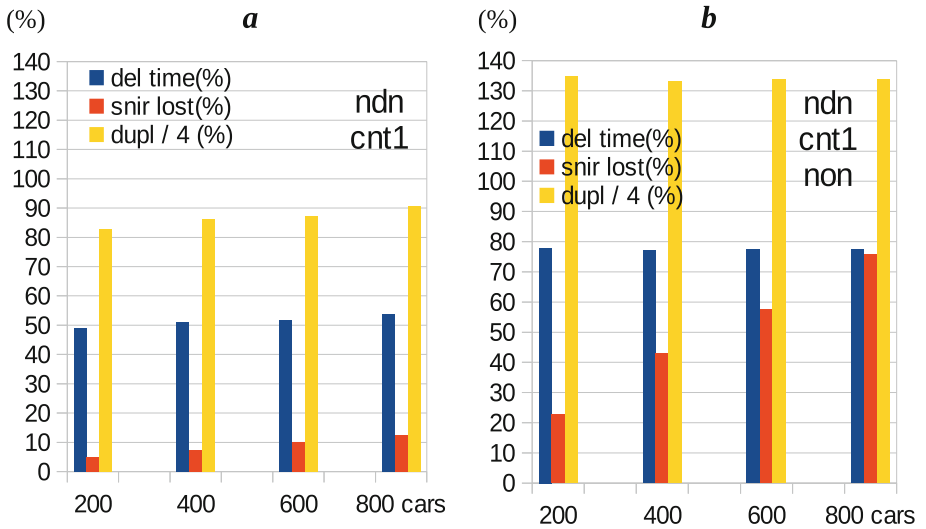 (%)
a
140
130
120
110
100
90
80
70
60
50
40
30
20
10
0
del time(%)
snir lost(%)
dupl / 4 (%)
ndn
cnt1
200 400 600 800 cars
(%)
b
140
130
120
110
100
90
80
70
60
50
40
30
20
10
0
del time(%)
snir lost(%)
dupl / 4 (%)
ndn
cnt1
non
200 400 600 800 cars